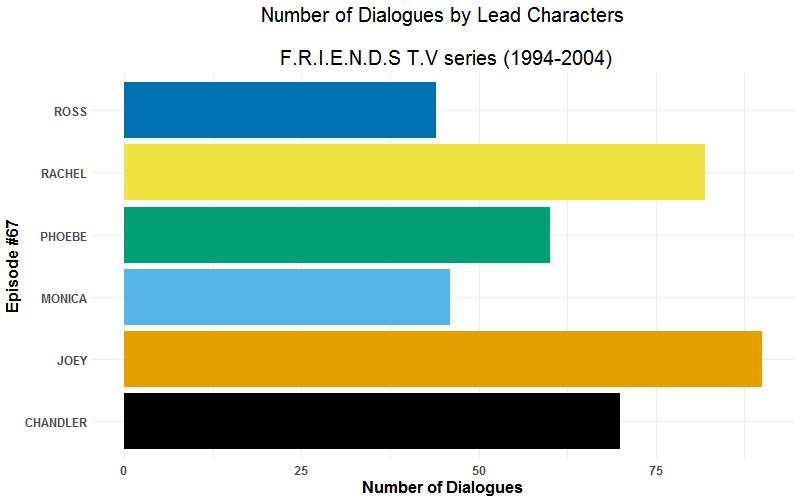 Number of Dialogues by Lead Characters
F.R.I.E.N.D.S T.V series (1994-2004)
Episode #67
ROSS
RACHEL
PHOEBE
MONICA
JOEY
CHANDLER
0 25 50 75
Number of Dialogues